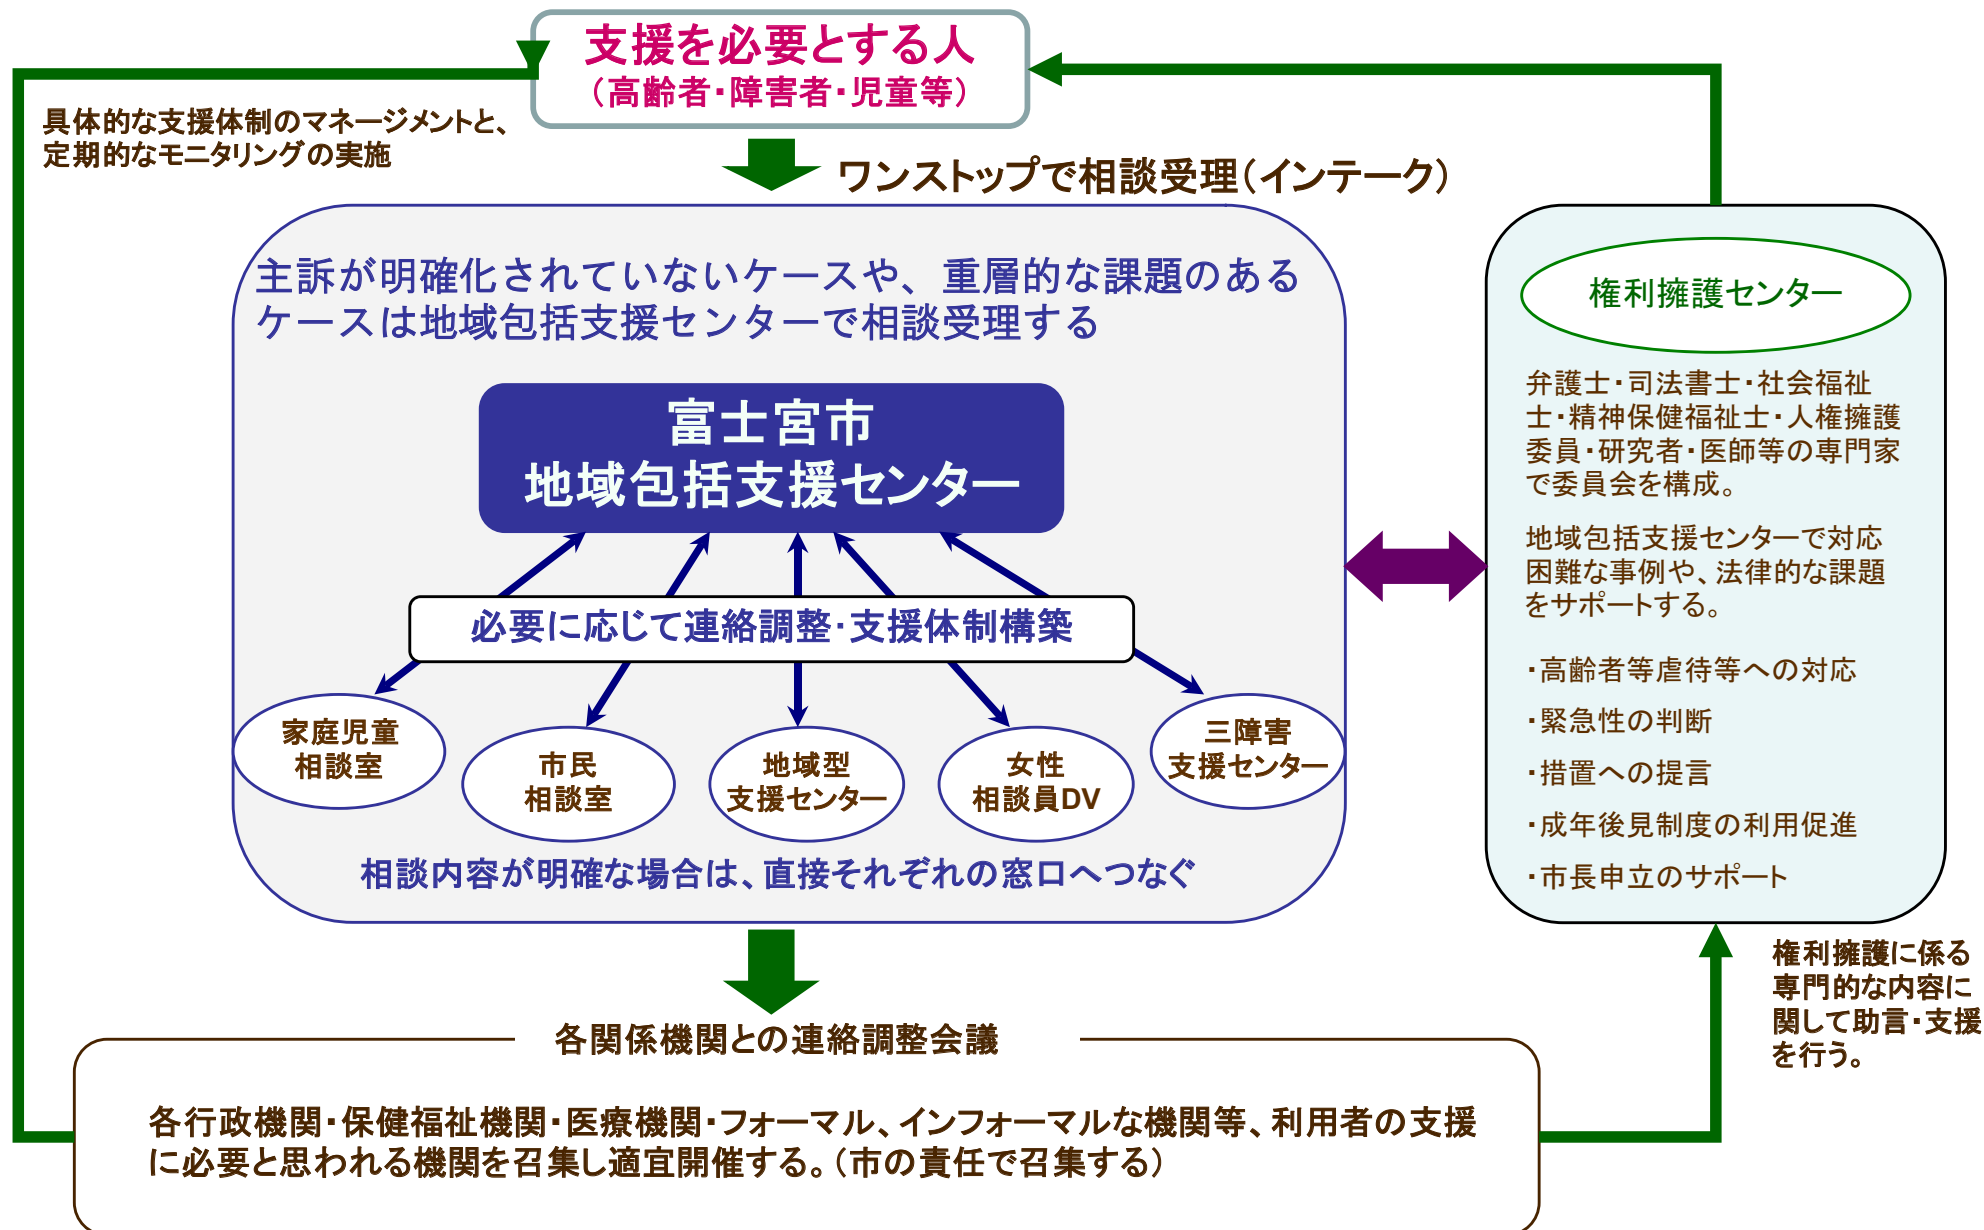 支援を必要とする人
（高齢者・障害者・児童等）
具体的な支援体制のマネージメントと、
定期的なモニタリングの実施
ワンストップで相談受理（インテーク）
主訴が明確化されていないケースや、重層的な課題のある
ケースは地域包括支援センターで相談受理する
富士宮市
地域包括支援センター
必要に応じて連絡調整・支援体制構築
家庭児童
相談室
市民
相談室
地域型
支援センター
女性
相談員DV
三障害
支援センター
相談内容が明確な場合は、直接それぞれの窓口へつなぐ
権利擁護センター
弁護士・司法書士・社会福祉
士・精神保健福祉士・人権擁護
委員・研究者・医師等の専門家
で委員会を構成。
地域包括支援センターで対応
困難な事例や、法律的な課題
をサポートする。
・高齢者等虐待等への対応
・緊急性の判断
・措置への提言
・成年後見制度の利用促進
・市長申立のサポート
権利擁護に係る
専門的な内容に
関して助言・支援
を行う。
各関係機関との連絡調整会議
各行政機関・保健福祉機関・医療機関・フォーマル、インフォーマルな機関等、利用者の支援
に必要と思われる機関を召集し適宜開催する。（市の責任で召集する）